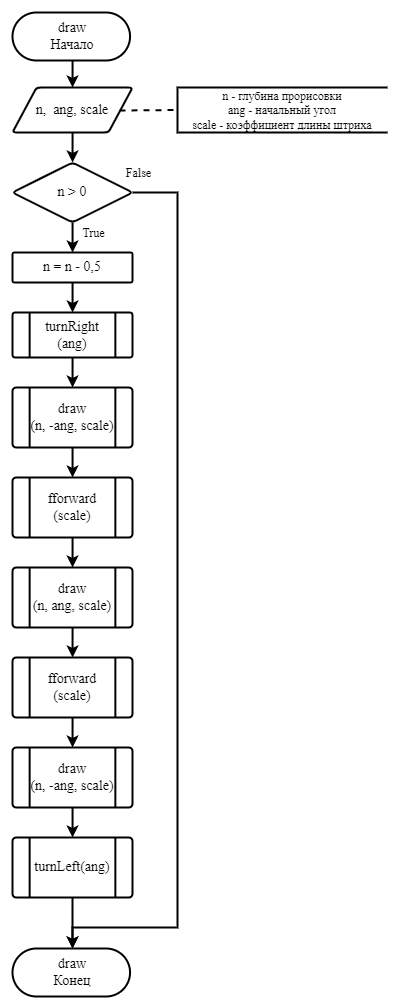 draw
Начало
n, ang, scale
n - глубина прорисовки
ang - начальный угол
scale - коэффициент длины штриха
n > 0
False
True
n = n - 0,5
turnRight
(ang)
draw
(n, -ang, scale)
fforward
(scale)
draw
(n, ang, scale)
fforward
(scale)
draw
(n, -ang, scale)
turnLeft(ang)
draw
Конец